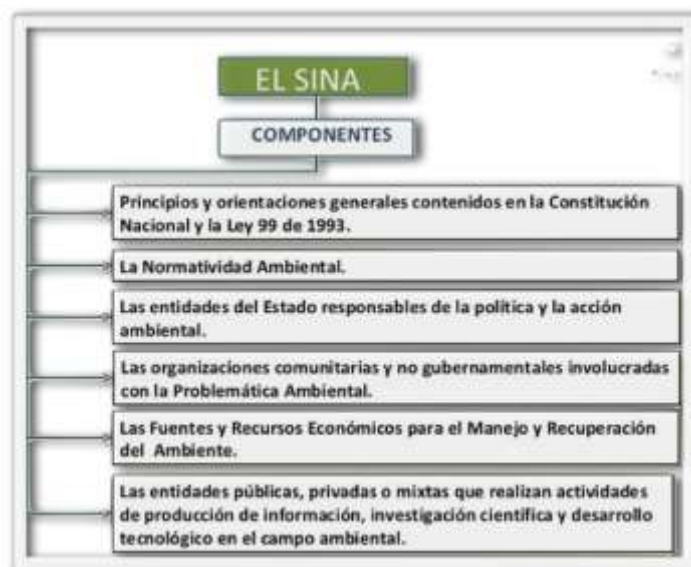 EL SINA
COMPONENTES
Principios y orientaciones generales contenidos en la Constitución
Nacional y la Ley 99 de 1993.
La Normatividad Ambiental.
Las entidades del Estado responsables de la política y la acción
ambiental.
Las organizaciones comunitarias y no gubernamentales involucradas
con la Problemática Ambiental.
Las Fuentes y Recursos Económicos para el Manejo y Recuperación
del Ambiente.
Las entidades públicas, privadas o mixtas que realizan actividades
de producción de información, investigación científica y desarrollo
tecnológico en el campo ambiental.